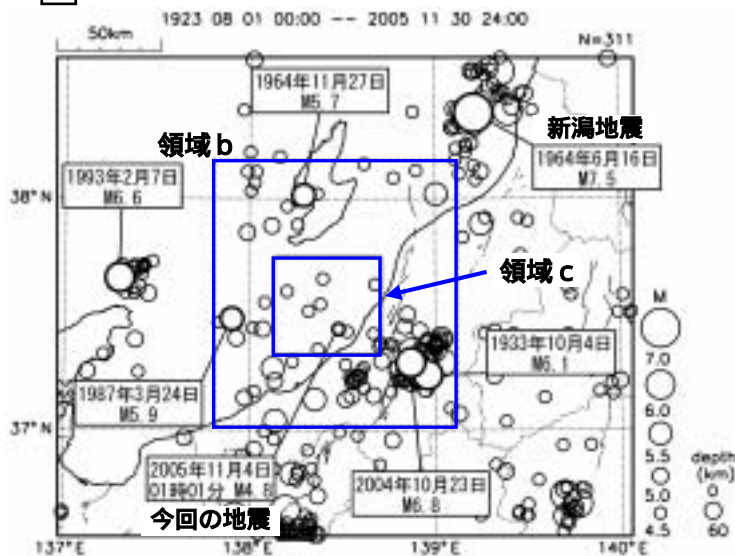 1923 08 01 00:00 -- 2005 11 30 24:00
50km
N=311
1964年11月27日
M5.7
新潟地震
領域b
1964年6月16日
M7.5
1993年2月7日
M6.6
38°N
領域c
M
1933年10月4日
M6.1
7.0
1987年3月24日
M5.9
6.0
37°N
5.5
2005年11月4日
01時01分 M4.8
2004年10月23日
M6.8
depth
(km)
5.0
0
今回の地震
4.5
60
137°E
138°E
139°E
140°E